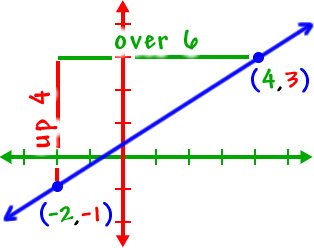 over 6
(4,3)
up 4
(-2,-1)